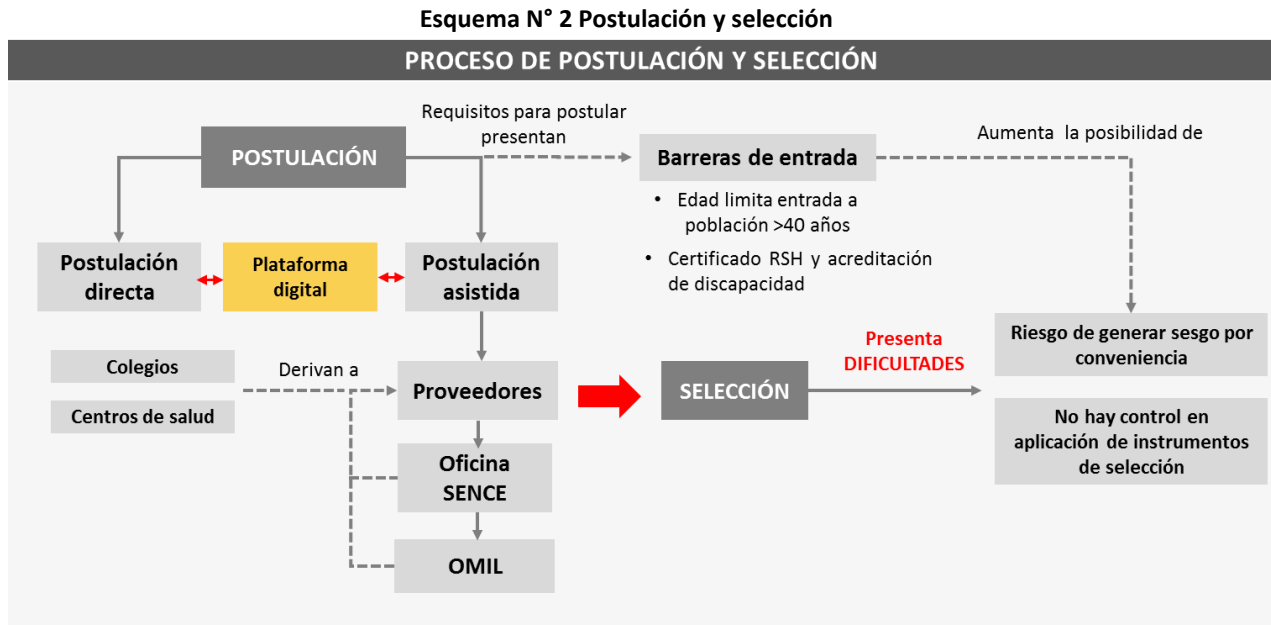 Esquema N° 2 Postulación y selección
PROCESO DE POSTULACIÓN Y SELECCIÓN
Requisitos para postular
presentan
Aumenta la posibilidad de
POSTULACIÓN
Barreras de entrada
• Edad limita entrada a
población >40 años
• Certificado RSH y acreditación
de discapacidad
Postulación
directa
Plataforma
digital
Postulación
asistida
Colegios
Centros de salud
Derivan a
Proveedores
Oficina
SENCE
OMIL
SELECCIÓN
Presenta
DIFICULTADES
Riesgo de generar sesgo por
conveniencia
No hay control en
aplicación de instrumentos
de selección